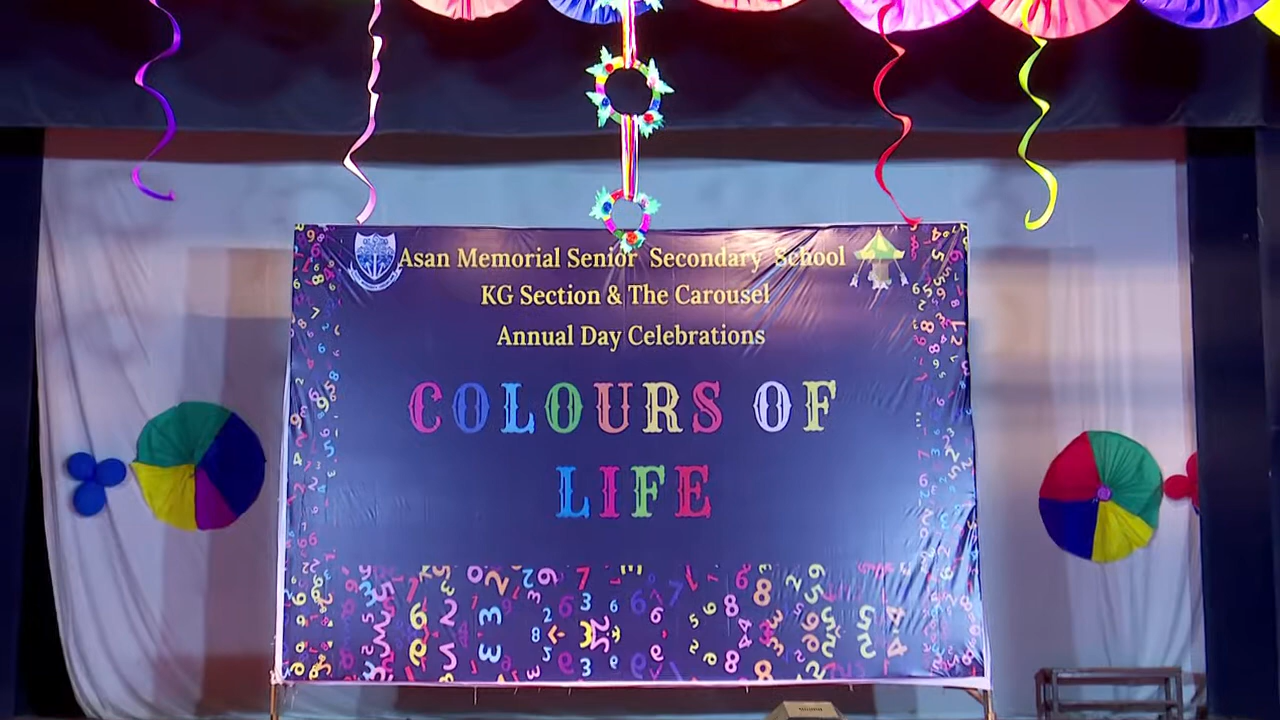 Asan Memorial Senior Secondary School
KG Section & The Carousel
Annual Day Celebrations
COLOURS OF
LIFE